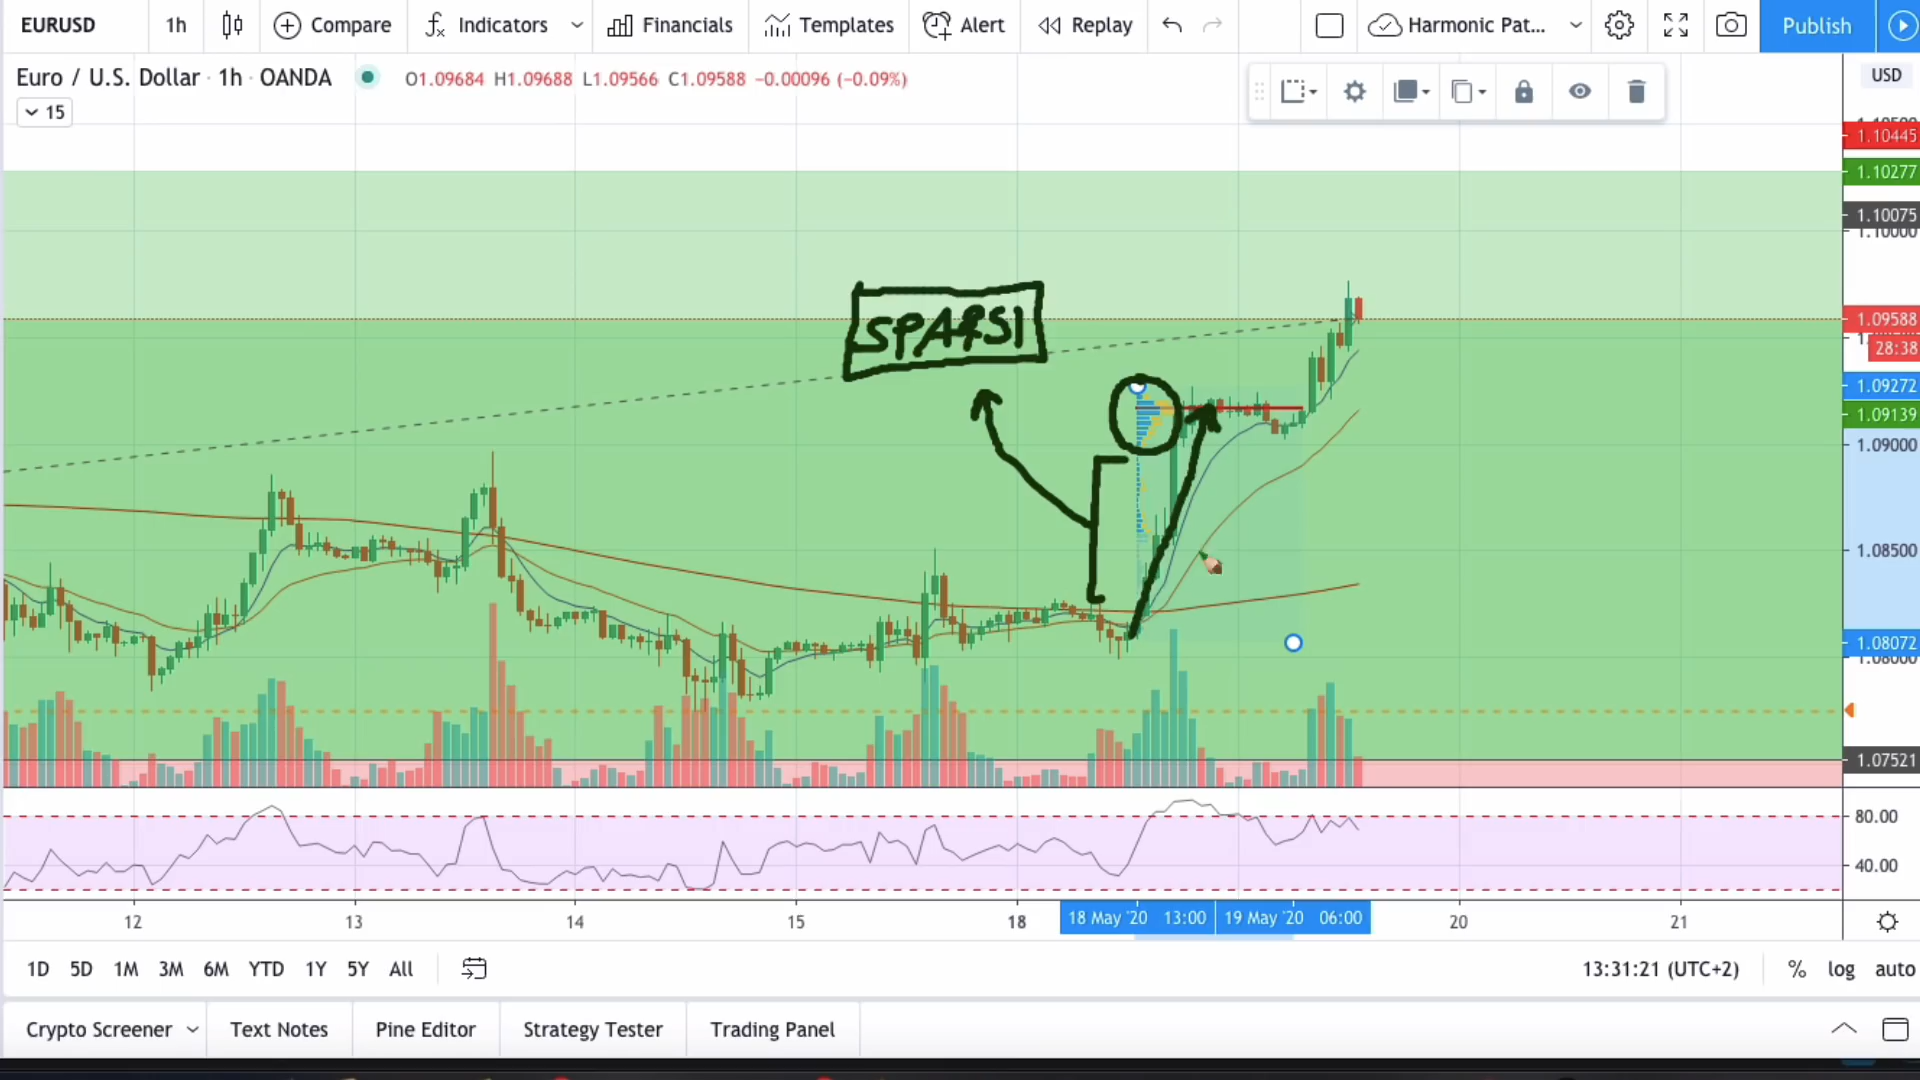 EURUSD 1h Compare Indicators Financials Templates Alert Replay Harmonic Pat... Publish
Euro / U.S. Dollar · 1h · OANDA O1.09684 H1.09688 L1.09566 C1.09588 −0.00096 (−0.09%) USD
15
1.10445
1.10277
1.10075
1.10000
SPARSI
1.09588
28:38
1.09272
1.09139
1.09000
1.08500
1.08072
1.08000
1.07521
80.00
40.00
12 13 14 15 18 18 May '20 13:00 19 May '20 06:00 20 21
1D 5D 1M 3M 6M YTD 1Y 5Y All 13:31:21 (UTC+2) % log auto
Crypto Screener Text Notes Pine Editor Strategy Tester Trading Panel